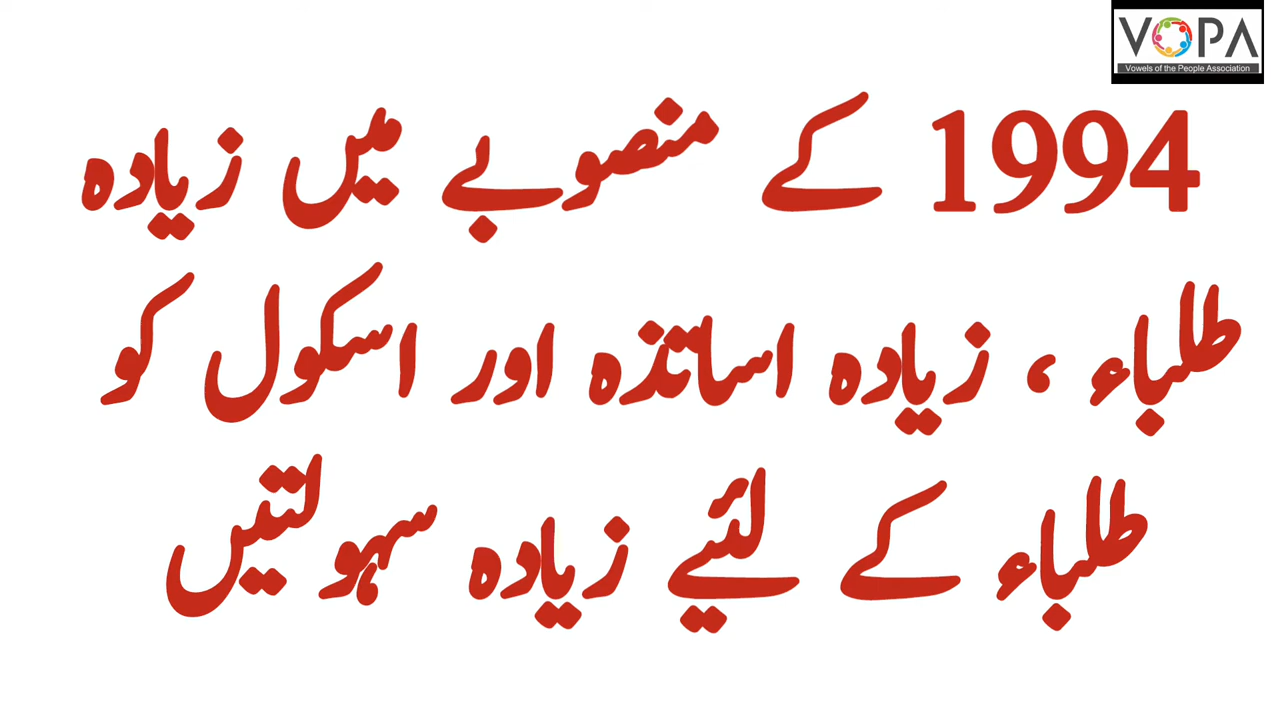 VOPA
Vowels of the People Association
1994 کے منصوبے میں زیادہ
طلباء ، زیادہ اساتذہ اور اسکول کو
طلباء کے لئیے زیادہ سہولتیں